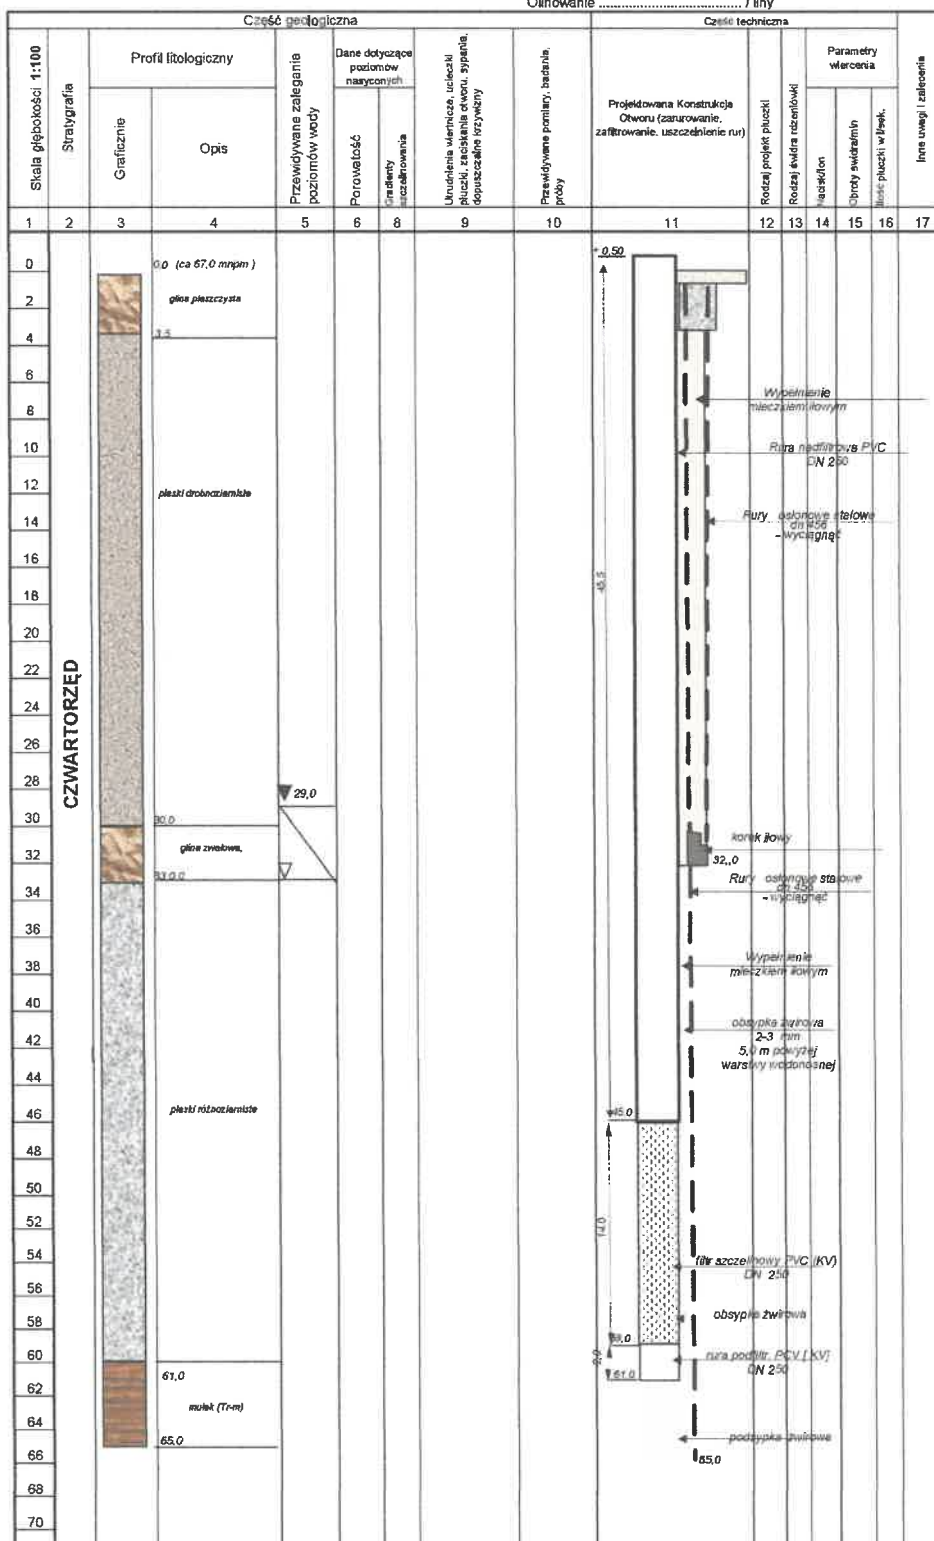 Olinowanie ........................ / liny
Część geologiczna
Część techniczna
Skala głębokości 1:100
Stratygrafia
Profil litologiczny
Graficznie
Opis
Przewidywane zalegania poziomów wody
Dane dotyczące
poziomów
nasyconych
Porowatość
Gradienty
szczelinowania
Utrudnienia wiertnicze, ucieczki
płuczki, zaciskania otworu, sypania,
dopuszczalne krzywizny
Przewidywane pomiary, badania,
próby
Projektowana Konstrukcja
Otworu (zarurowanie,
zafiltrowanie, uszczelnienie rur)
Rodzaj projekt płuczki
Rodzaj świdra rdzeniówki
Parametry
wiercenia
Nacisk/ton
Obroty świdra/min
Ilość płuczki w l/sek.
Inne uwagi i zalecenia
1 2 3 4 5 6 8 9 10 11 12 13 14 15 16 17
0
2
4
6
8
10
12
14
16
18
20
22
24
26
28
30
32
34
36
38
40
42
44
46
48
50
52
54
56
58
60
62
64
66
68
70
CZWARTORZĘD
0,0 (ca 67,0 mnpm )
glina piaszczysta
3,5
piaski drobnoziarniste
30,0
glina zwałowa,
33,0,0
piaski różnoziarniste
61,0
mułek (Tr-m)
65,0
29,0
+ 0,50
45,5
45,0
14,0
2,0
61,0
Wypełnienie
mleczkiem iłowym
Rura nadfiltrowa PVC
DN 250
Rury osłonowe stalowe
dn 456
- wyciągnąć
korek iłowy
32,,0
Rury osłonowe stalowe
dn 456
- wyciągnąć
Wypełnienie
mleczkiem iłowym
obsypka żwirowa
2-3 mm
5,0 m powyżej
warstwy wodonośnej
filtr szczelinowy PVC (KV)
DN 250
obsypka żwirowa
rura podfiltr. PCV [ KV]
DN 250
podsypka żwirowa
65,0